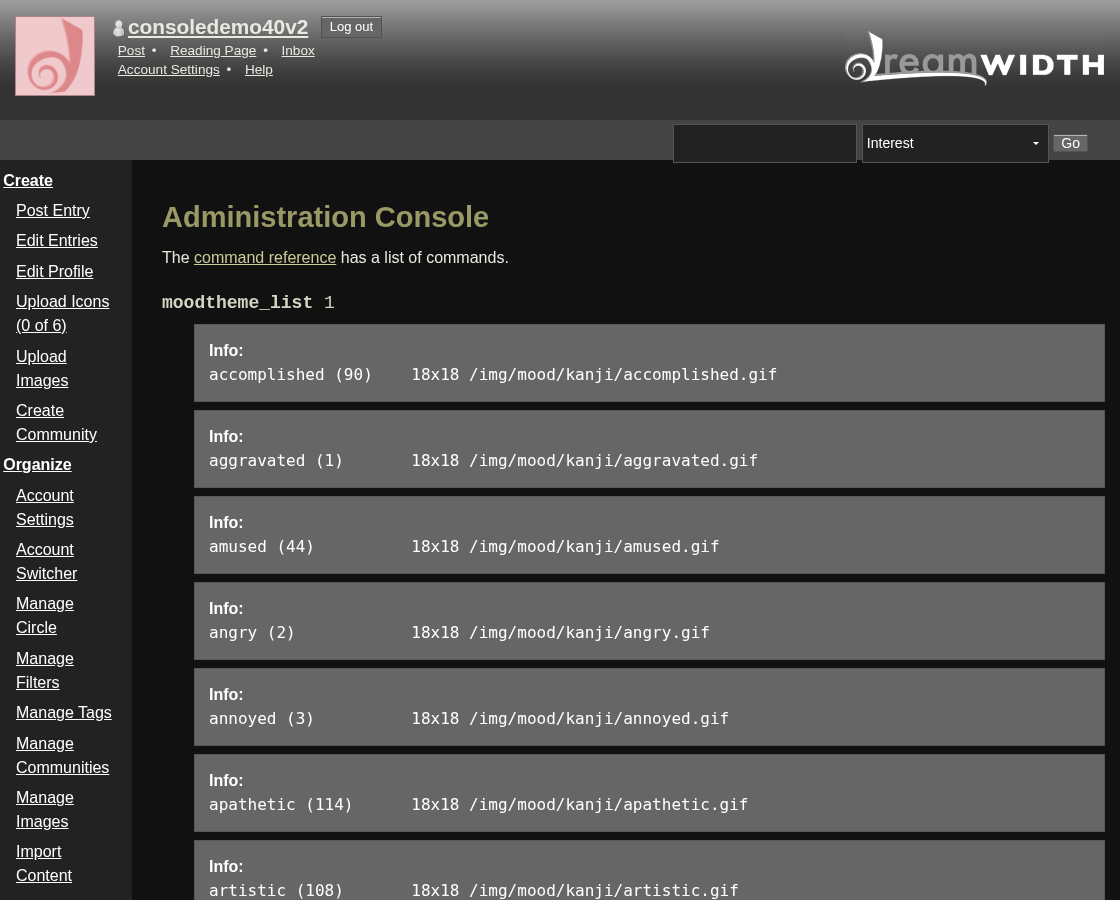 consoledemo40v2 Log out
Post • Reading Page • Inbox
Account Settings • Help
dreamwidth
Interest Go
Create
Post Entry
Edit Entries
Edit Profile
Upload Icons
(0 of 6)
Upload
Images
Create
Community
Organize
Account
Settings
Account
Switcher
Manage
Circle
Manage
Filters
Manage Tags
Manage
Communities
Manage
Images
Import
Content
Administration Console
The command reference has a list of commands.
moodtheme_list 1
Info:
accomplished (90) 18x18 /img/mood/kanji/accomplished.gif
Info:
aggravated (1) 18x18 /img/mood/kanji/aggravated.gif
Info:
amused (44) 18x18 /img/mood/kanji/amused.gif
Info:
angry (2) 18x18 /img/mood/kanji/angry.gif
Info:
annoyed (3) 18x18 /img/mood/kanji/annoyed.gif
Info:
apathetic (114) 18x18 /img/mood/kanji/apathetic.gif
Info:
artistic (108) 18x18 /img/mood/kanji/artistic.gif